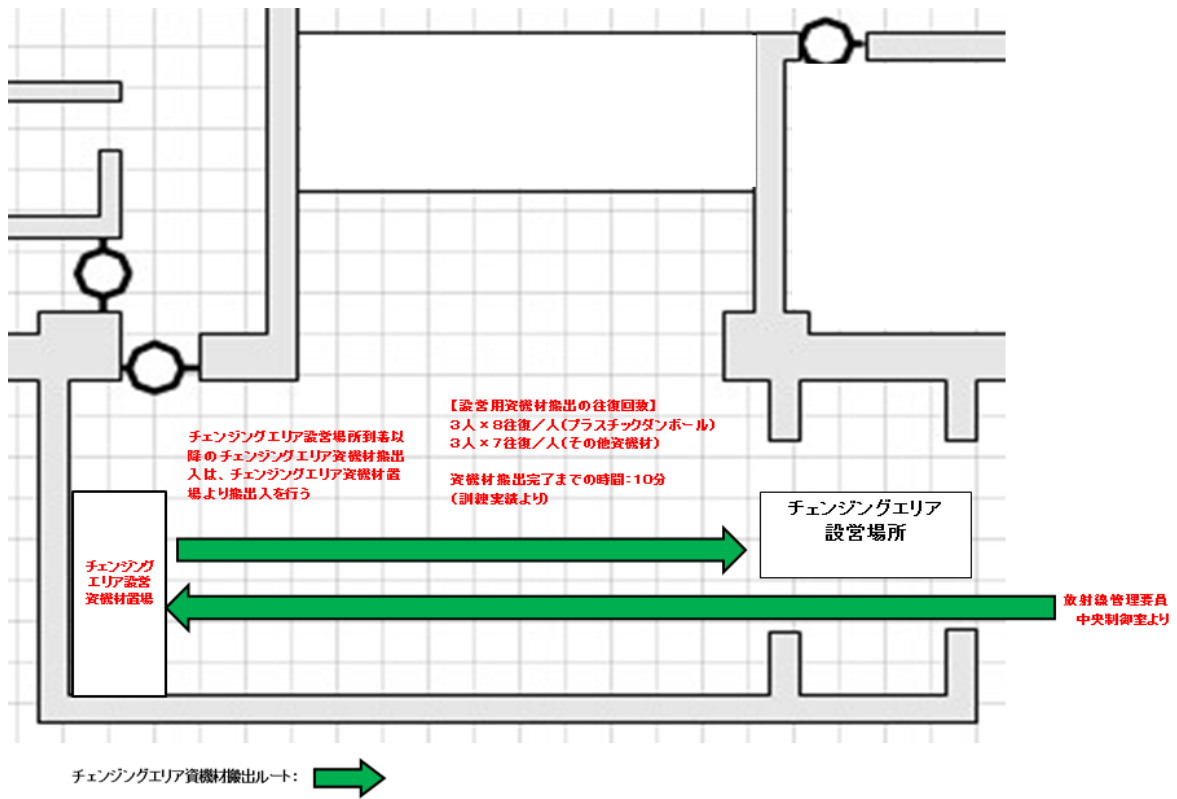 【設営用資機材搬出の往復回数】
3人×8往復/人(プラスチックダンボール)
3人×7往復/人(その他資機材)
資機材搬出完了までの時間:10分
(訓練実績より)
チェンジングエリア設営場所到着以
降のチェンジングエリア資機材搬出
入は、チェンジングエリア資機材置
場より搬出入を行う
チェンジングエリア
設営場所
チェンジング
エリア設営
資機材置場
放射線管理要員
中央制御室より
チェンジングエリア資機材搬出ルート: